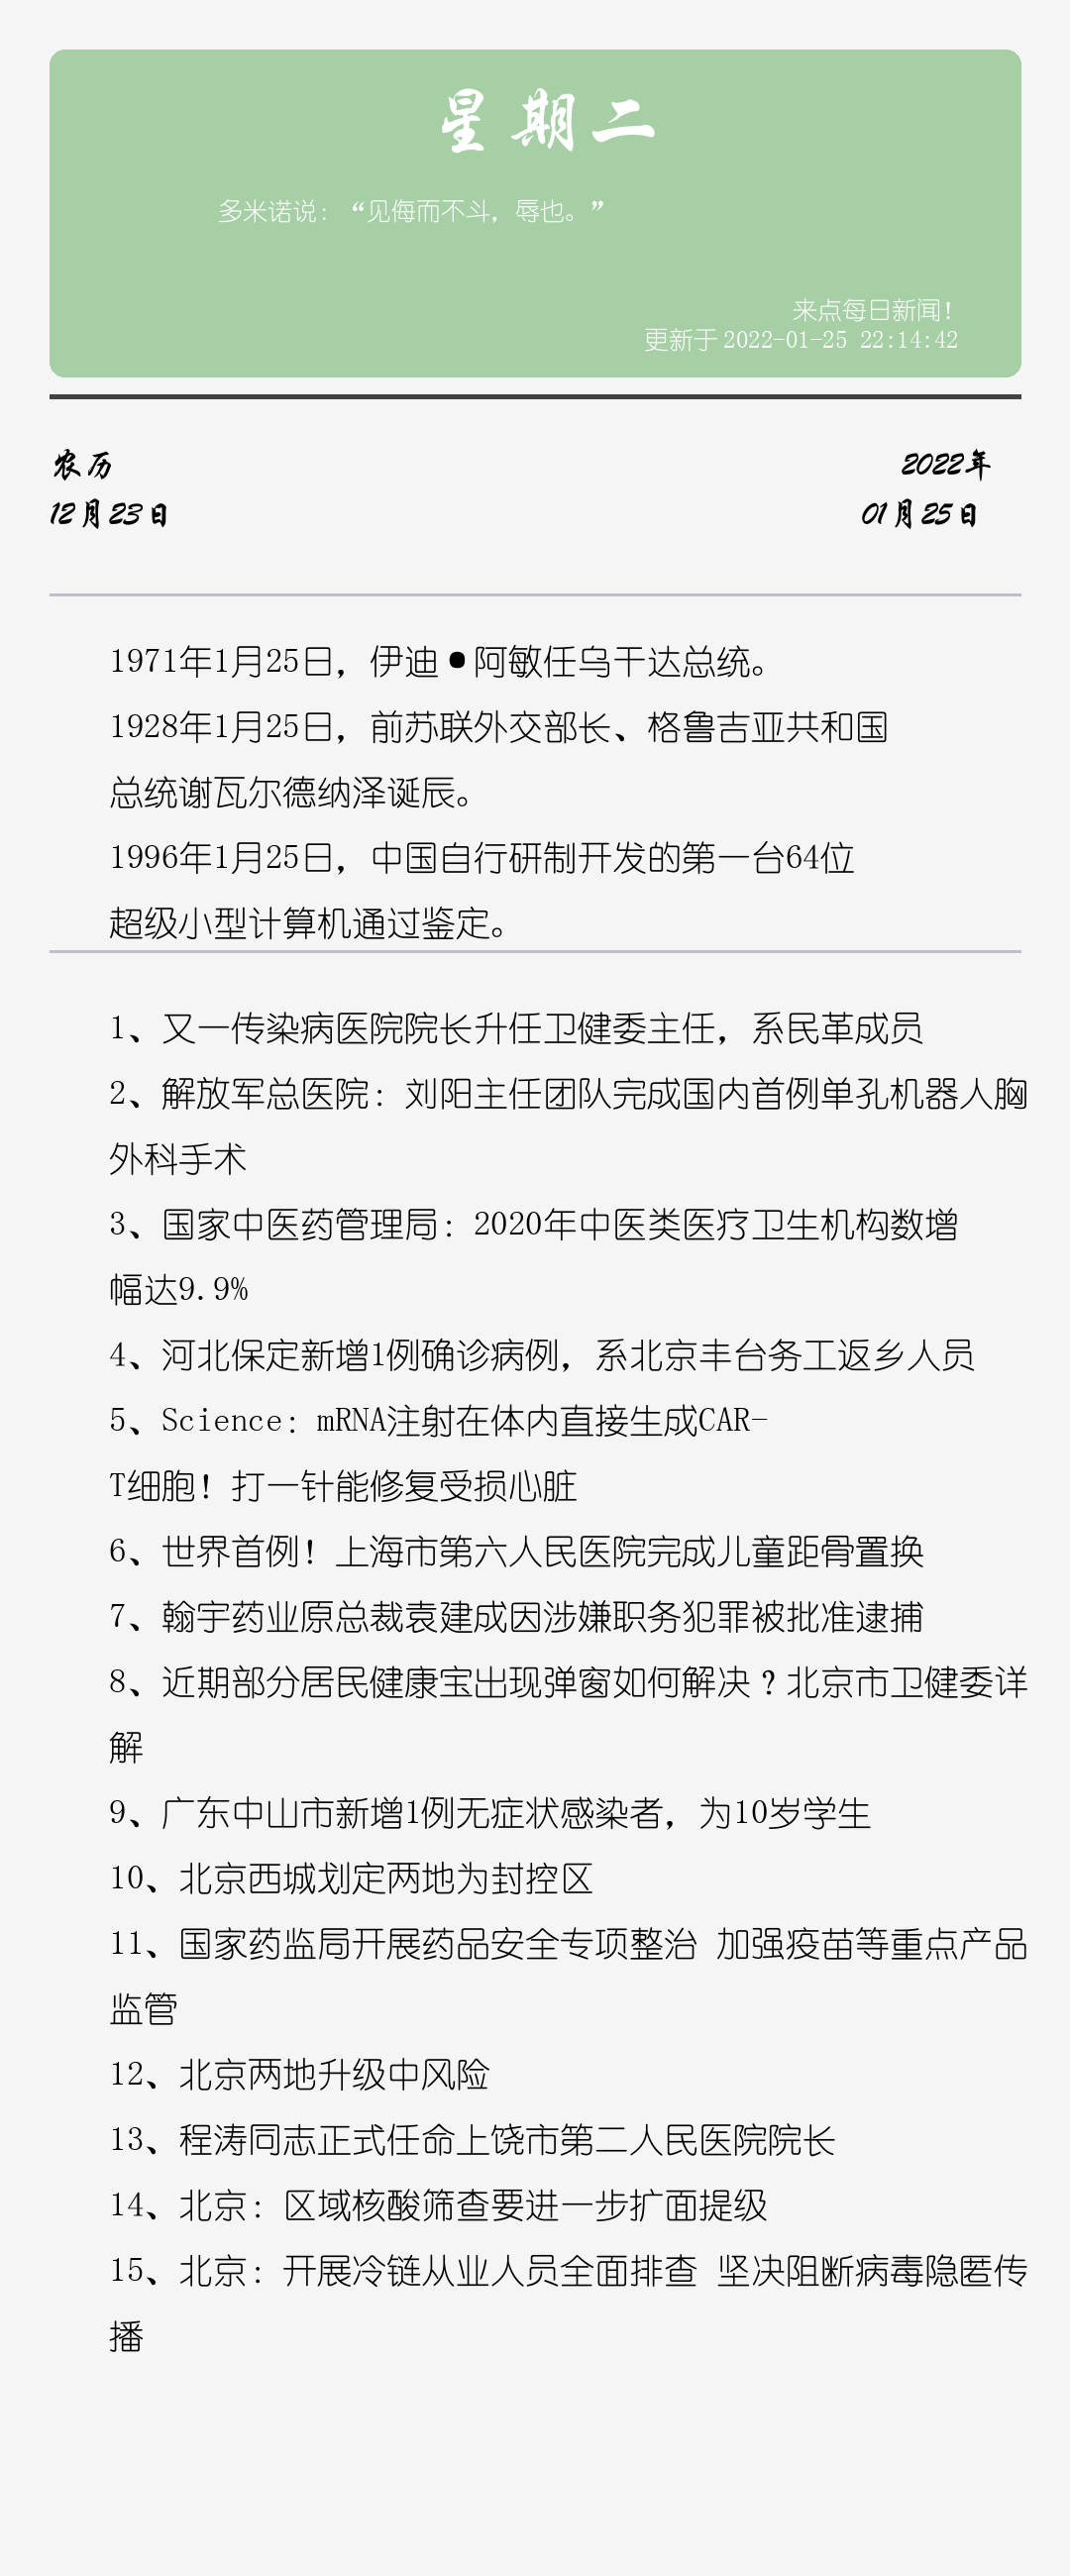 星期二
多米诺说：“见侮而不斗，辱也。”
来点每日新闻！
更新于 2022-01-25 22:14:42
农历
2022年
12月23日
01月25日
1971年1月25日，伊迪●阿敏任乌干达总统。
1928年1月25日，前苏联外交部长、格鲁吉亚共和国
总统谢瓦尔德纳泽诞辰。
1996年1月25日，中国自行研制开发的第一台64位
超级小型计算机通过鉴定。
1、又一传染病医院院长升任卫健委主任，系民革成员
2、解放军总医院：刘阳主任团队完成国内首例单孔机器人胸
外科手术
3、国家中医药管理局：2020年中医类医疗卫生机构数增
幅达9.9%
4、河北保定新增1例确诊病例，系北京丰台务工返乡人员
5、Science：mRNA注射在体内直接生成CAR-
T细胞！打一针能修复受损心脏
6、世界首例！上海市第六人民医院完成儿童距骨置换
7、翰宇药业原总裁袁建成因涉嫌职务犯罪被批准逮捕
8、近期部分居民健康宝出现弹窗如何解决？北京市卫健委详
解
9、广东中山市新增1例无症状感染者，为10岁学生
10、北京西城划定两地为封控区
11、国家药监局开展药品安全专项整治 加强疫苗等重点产品
监管
12、北京两地升级中风险
13、程涛同志正式任命上饶市第二人民医院院长
14、北京：区域核酸筛查要进一步扩面提级
15、北京：开展冷链从业人员全面排查 坚决阻断病毒隐匿传
播